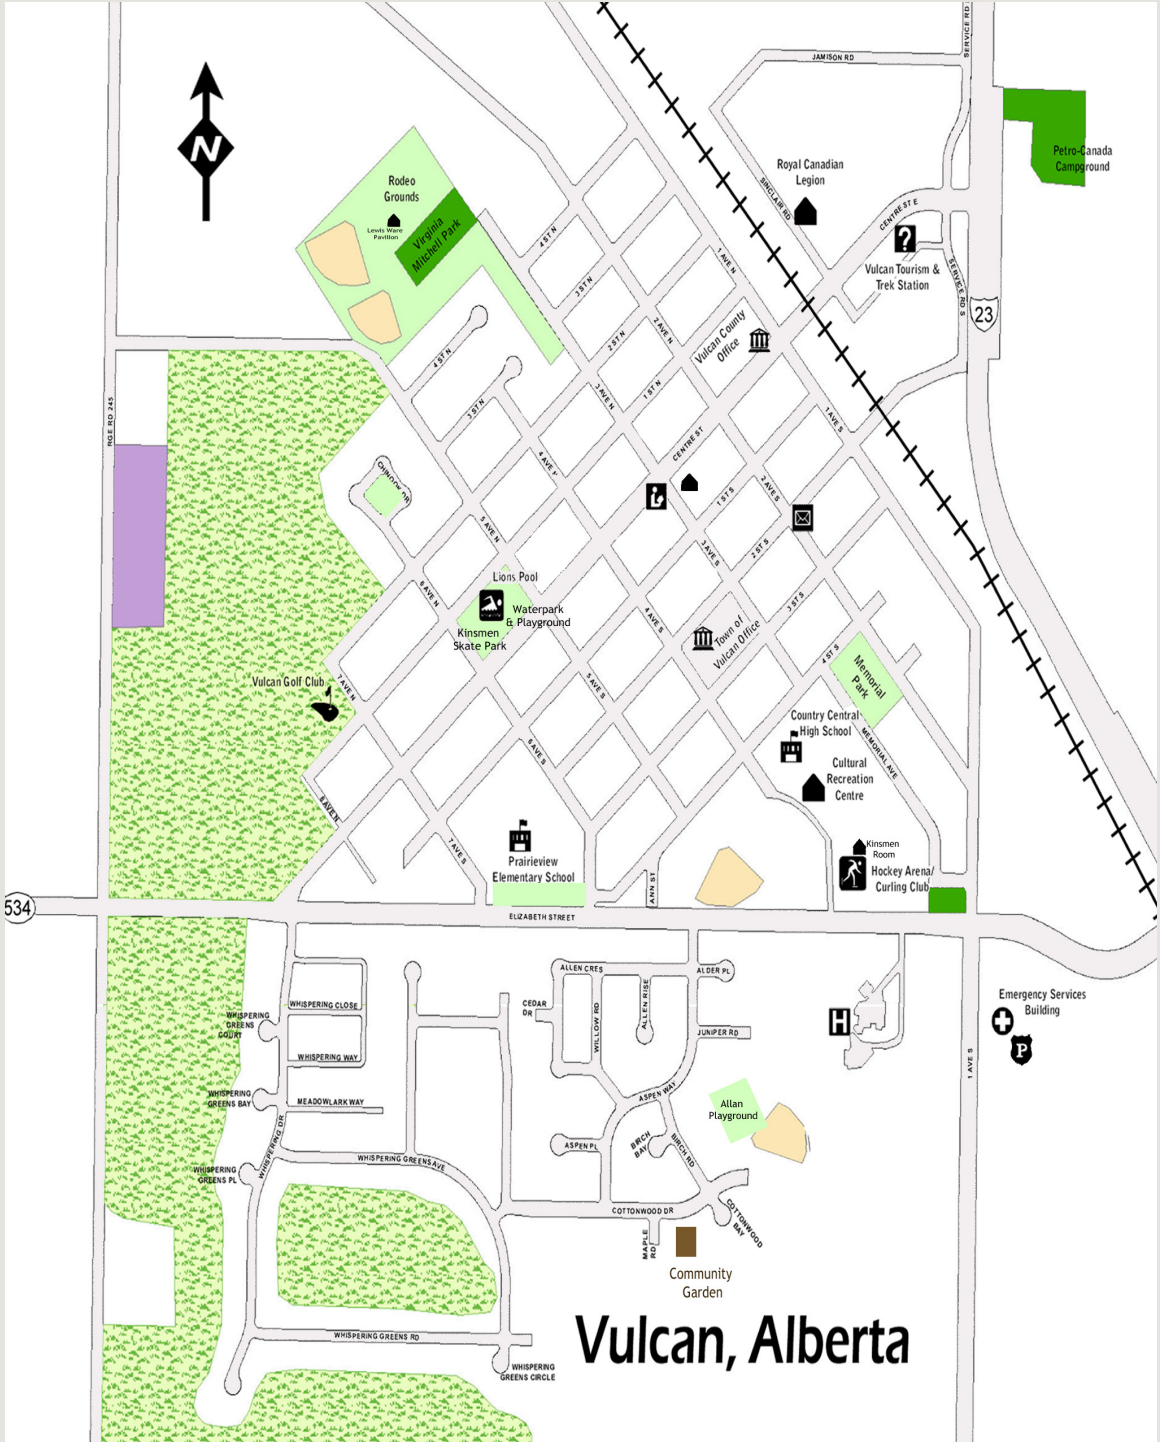 SERVICE RD
JAMISON RD
N
Petro-Canada
Campground
Royal Canadian
Legion
SINCLAIR RD
Rodeo
Grounds
Lewis Ware
Pavilion
Virginia
Mitchell Park
CENTRE ST E
4 ST N
1 AVE N
?
Vulcan Tourism &
Trek Station
SERVICE RD S
3 ST N
23
2 AVE N
2 ST N
Vulcan County
Office
4 ST N
3 AVE N
1 ST N
3 ST N
RGE RD 245
1 AVE S
CENTRE ST
4 AVE N
CHINOOK DR
2 AVE S
1 ST S
5 AVE N
3 AVE S
2 ST S
Lions Pool
6 AVE N
Waterpark
& Playground
Kinsmen
Skate Park
4 AVE S
3 ST S
Town of
Vulcan Office
4 ST S
Memorial
Park
Vulcan Golf Club
7 AVE N
5 AVE S
Country Central
High School
MEMORIAL AVE
6 AVE S
Cultural
Recreation
Centre
8 AVE N
7 AVE S
Prairieview
Elementary School
Kinsmen
Room
Hockey Arena/
Curling Club
ANN ST
534
ELIZABETH STREET
ALLEN CRES
ALDER PL
WHISPERING CLOSE
CEDAR
DR
WILLOW RD
ALLEN RISE
JUNIPER RD
H
Emergency Services
Building
P
WHISPERING
GREENS
COURT
WHISPERING WAY
1 AVE S
WHISPERING
GREENS BAY
MEADOWLARK WAY
ASPEN WAY
Allan
Playground
WHISPERING DR
ASPEN PL
BIRCH
BAY
BIRCH RD
WHISPERING
GREENS PL
WHISPERING GREENS AVE
COTTONWOOD DR
COTTONWOOD
BAY
MAPLE
RD
Community
Garden
Vulcan, Alberta
WHISPERING GREENS RD
WHISPERING
GREENS CIRCLE